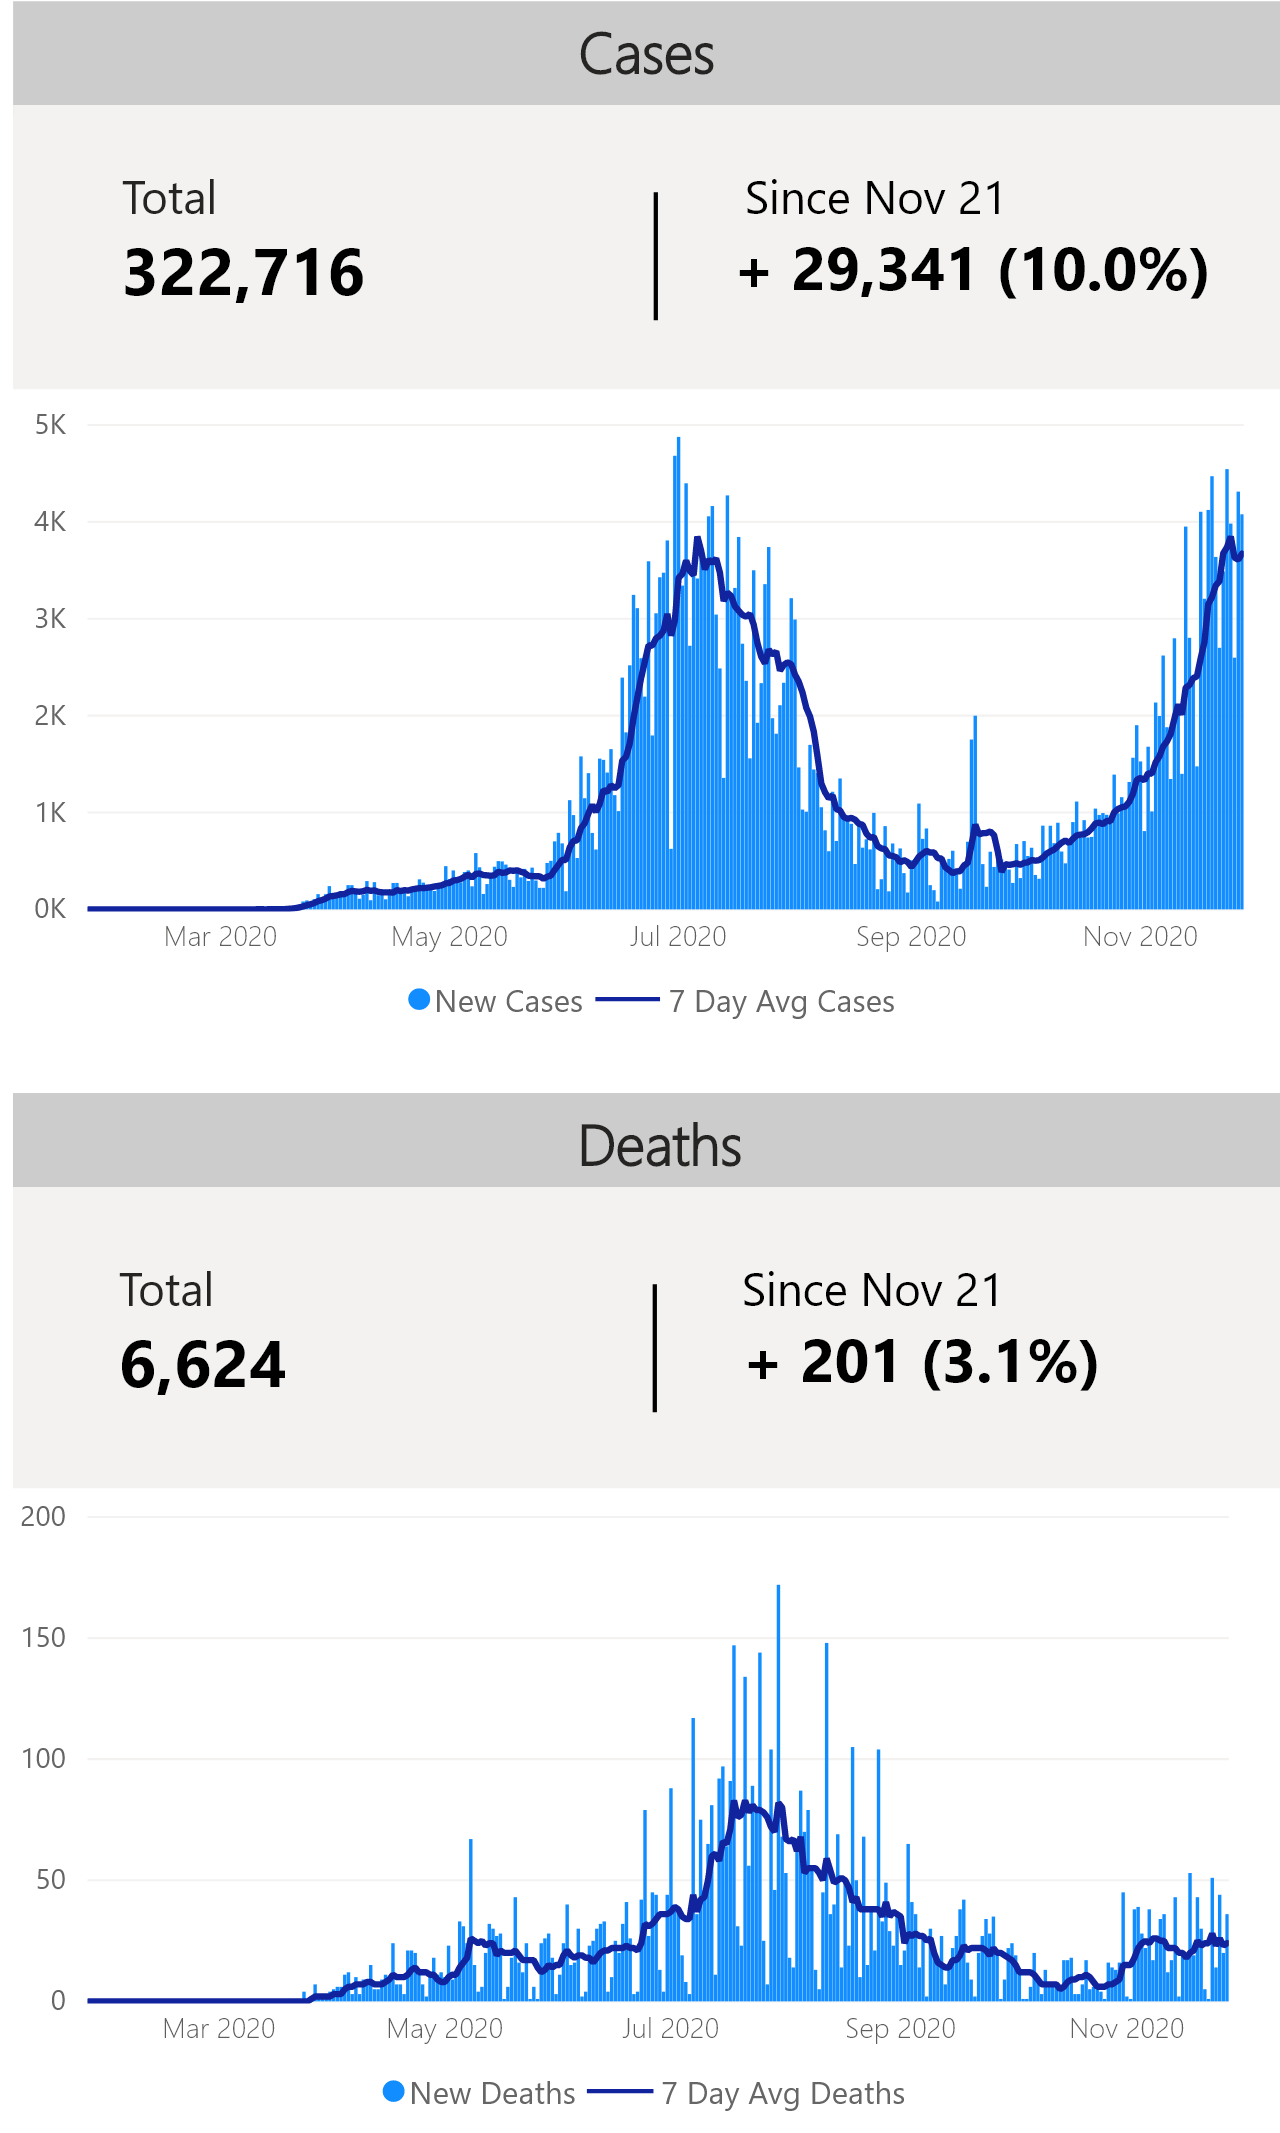 Cases
Total
Since Nov 21
322,716
+ 29,341 (10.0%)
5K
4K
3K
2K
1K
0K
Mar 2020
May 2020
Jul 2020
Sep 2020
Nov 2020
New Cases
7 Day Avg Cases
Deaths
Total
Since Nov 21
6,624
+ 201 (3.1%)
200
150
100
50
0
Mar 2020
May 2020
Jul 2020
Sep 2020
Nov 2020
New Deaths
7 Day Avg Deaths